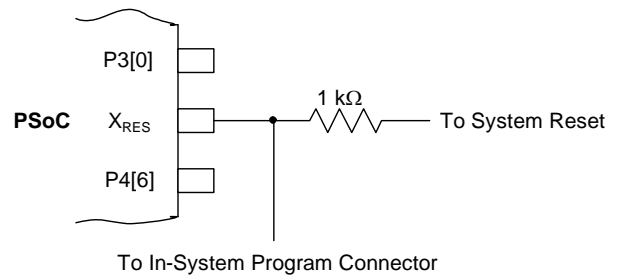 P3[0]
1 kΩ
PSoC XRES To System Reset
P4[6]
To In-System Program Connector